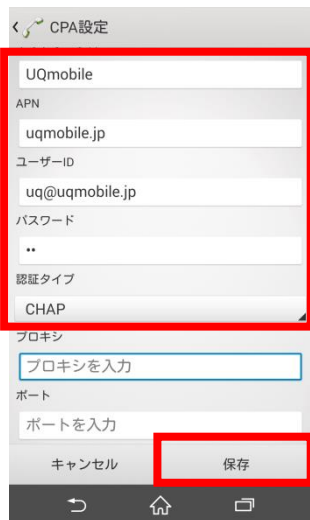 CPA設定
UQmobile
APN
uqmobile.jp
ユーザーID
uq@uqmobile.jp
パスワード
••
認証タイプ
CHAP
プロキシ
プロキシを入力
ポート
ポートを入力
キャンセル
保存